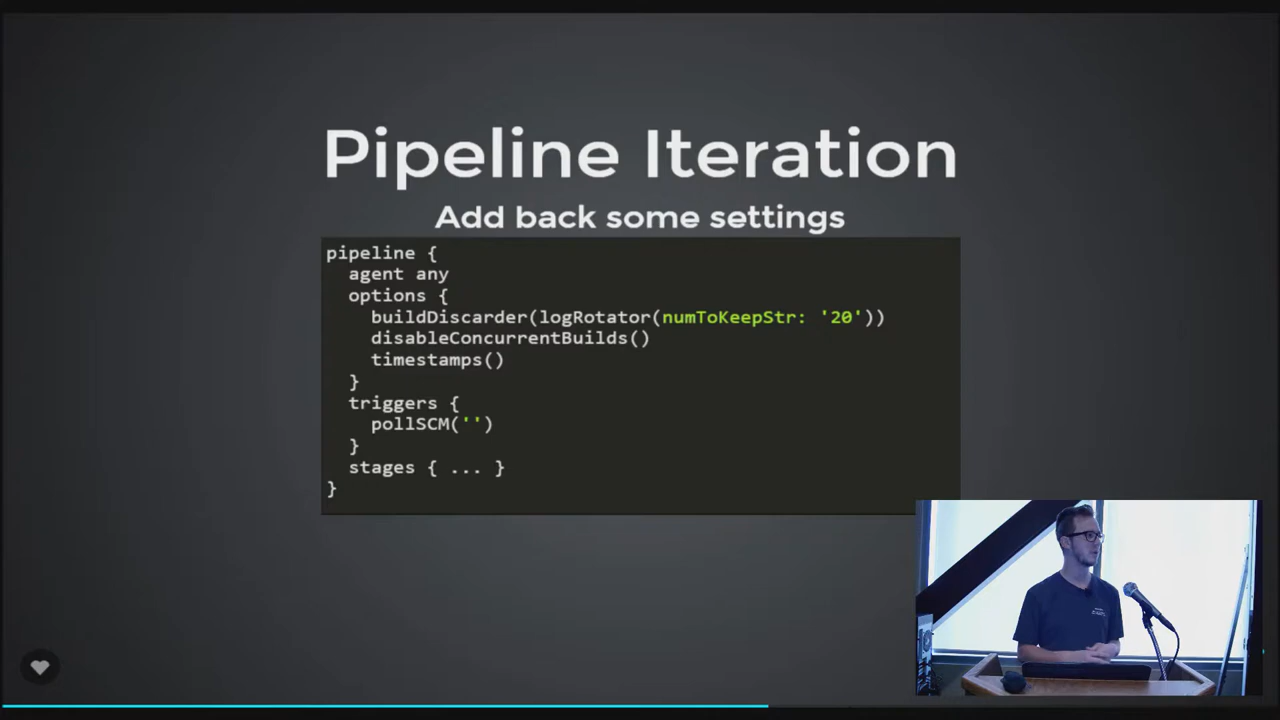 Pipeline Iteration
Add back some settings
pipeline {
  agent any
  options {
    buildDiscarder(logRotator(numToKeepStr: '20'))
    disableConcurrentBuilds()
    timestamps()
  }
  triggers {
    pollSCM('')
  }
  stages { ... }
}